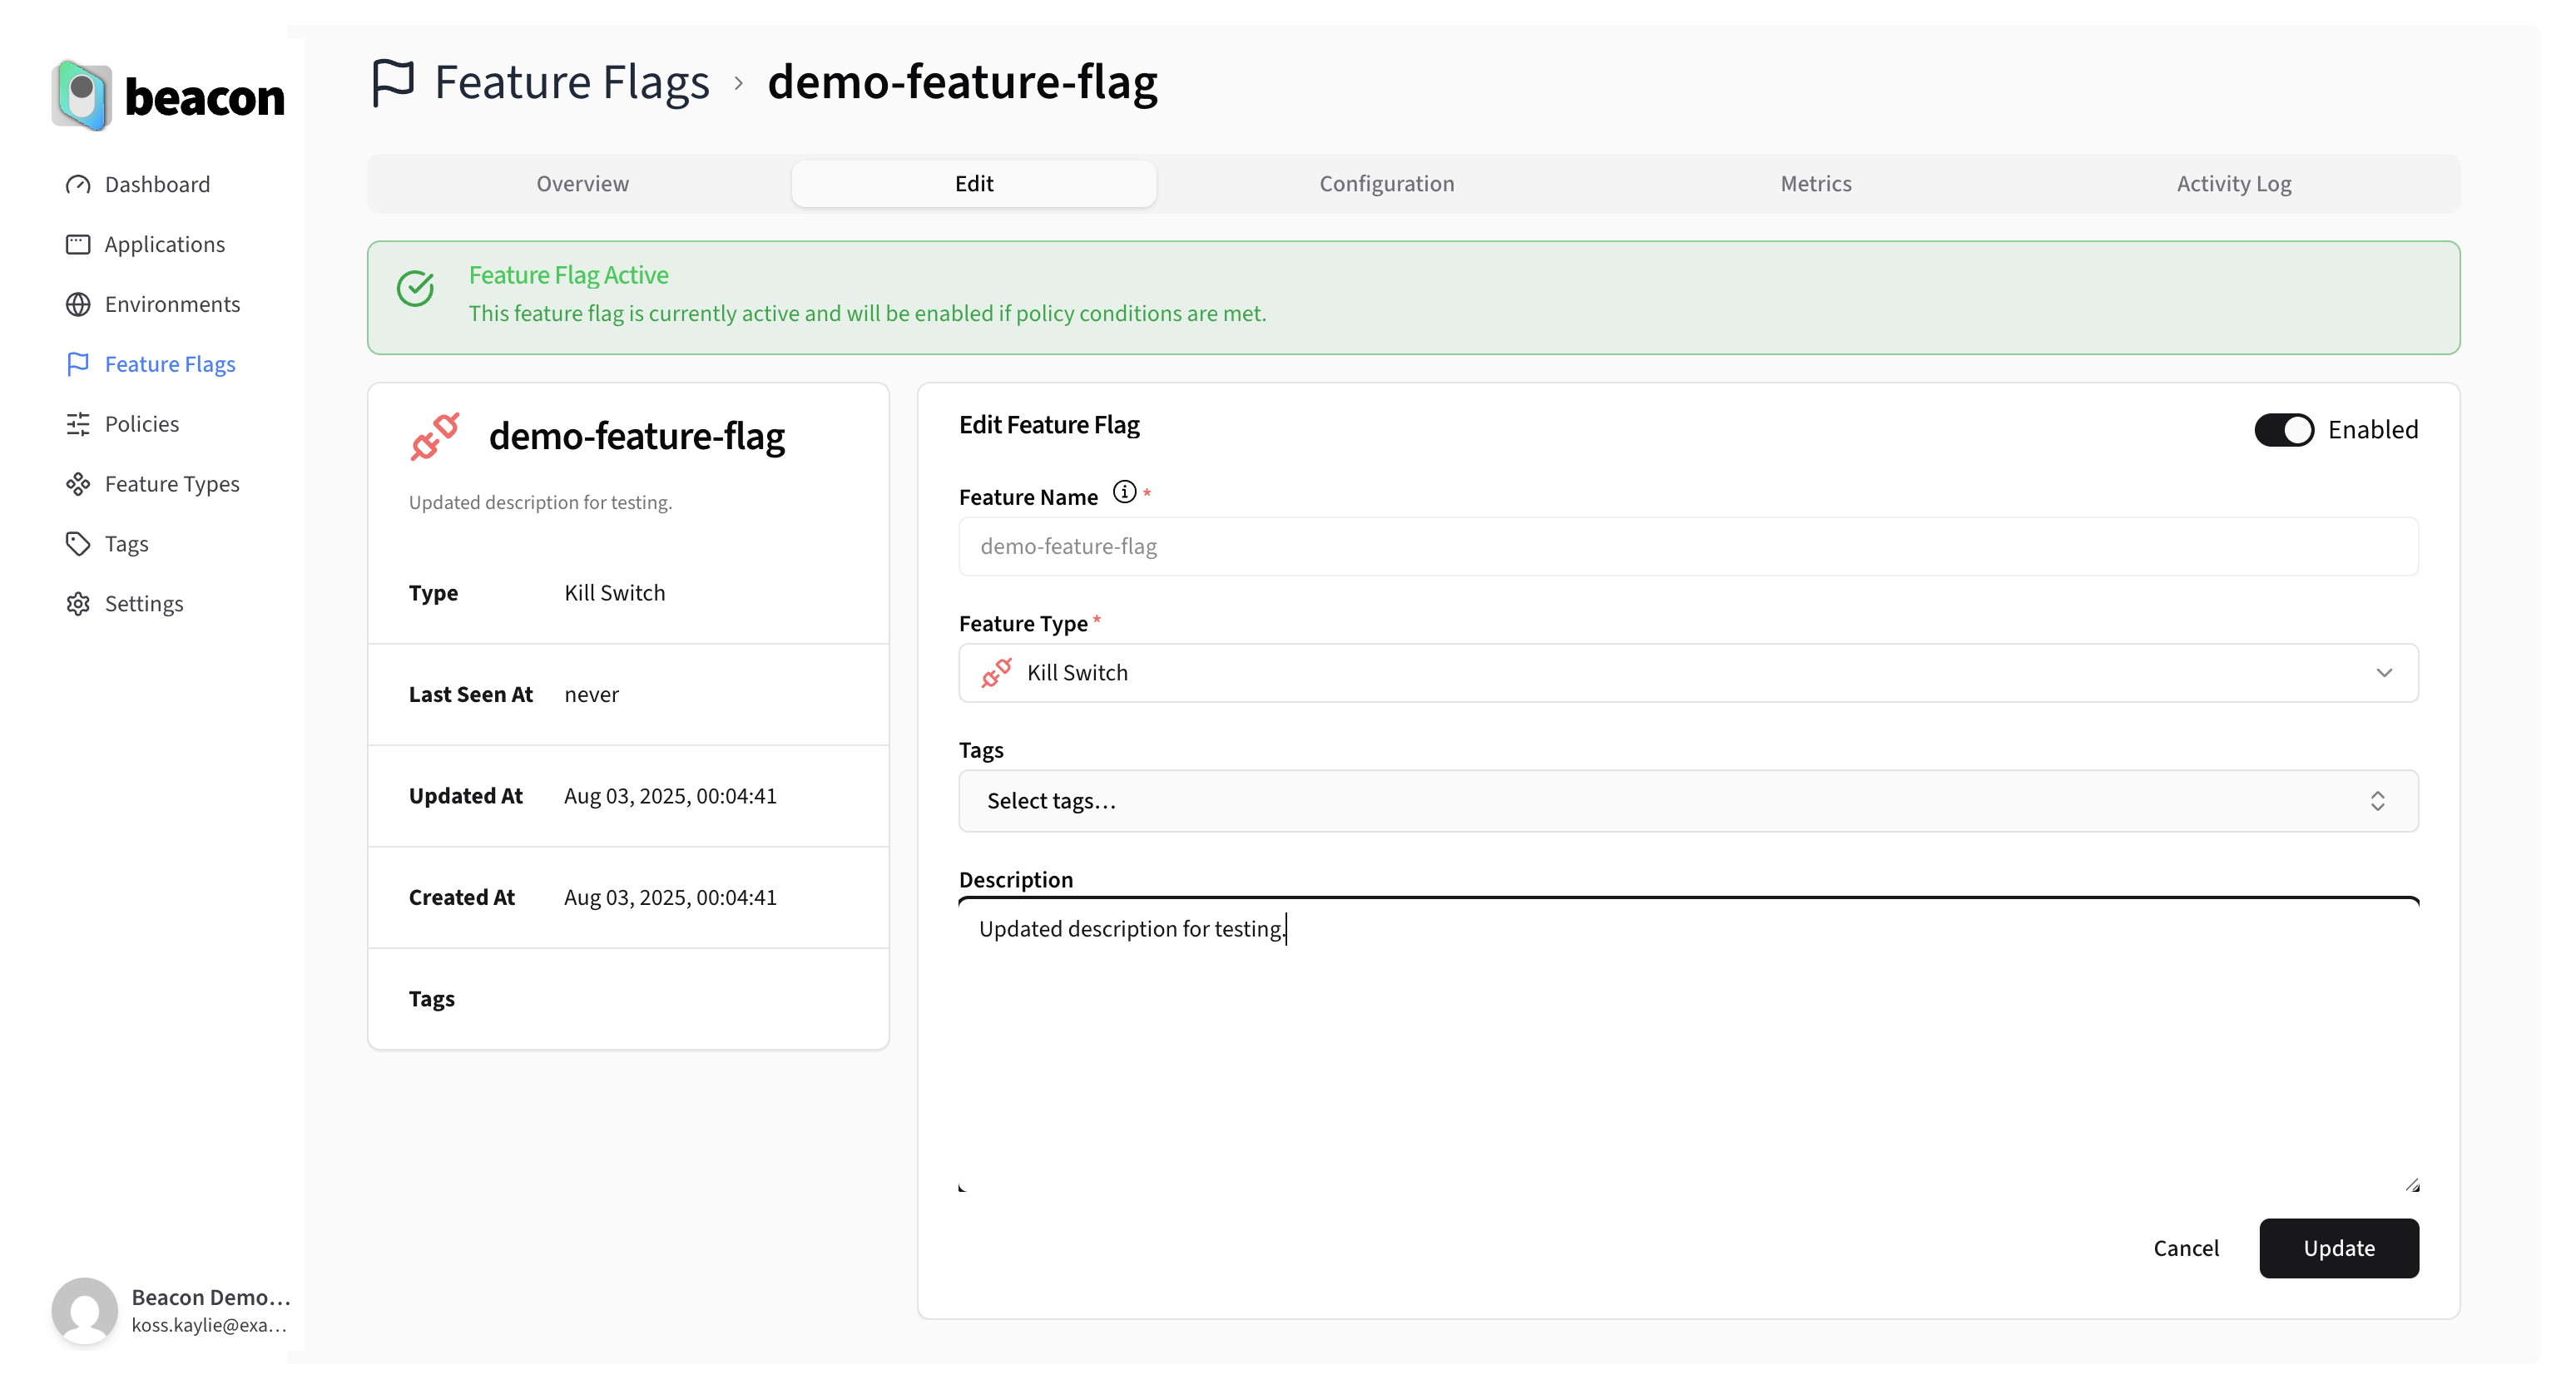 beacon
Dashboard
Applications
Environments
Feature Flags
Policies
Feature Types
Tags
Settings
Beacon Demo...
koss.kaylie@exa...
Feature Flags › demo-feature-flag
Overview Edit Configuration Metrics Activity Log
Feature Flag Active
This feature flag is currently active and will be enabled if policy conditions are met.
demo-feature-flag
Updated description for testing.
Type Kill Switch
Last Seen At never
Updated At Aug 03, 2025, 00:04:41
Created At Aug 03, 2025, 00:04:41
Tags
Edit Feature Flag
Enabled
Feature Name *
demo-feature-flag
Feature Type *
Kill Switch
Tags
Select tags...
Description
Updated description for testing.
Cancel Update